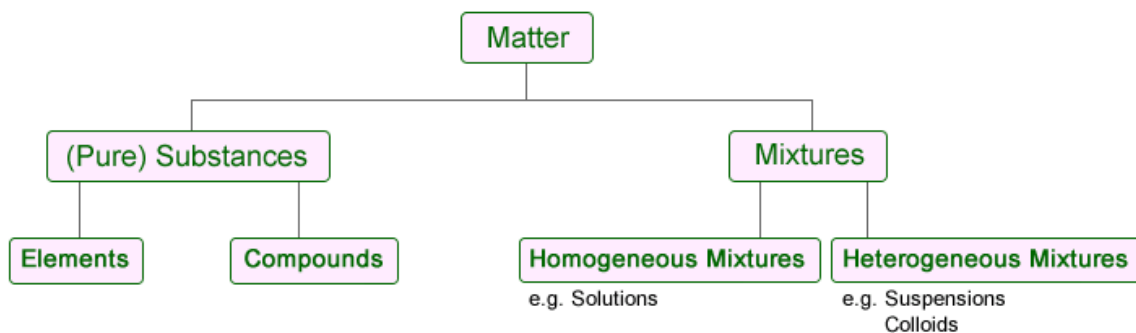 Matter
(Pure) Substances
Mixtures
Elements
Compounds
Homogeneous Mixtures
Heterogeneous Mixtures
e.g. Solutions
e.g. Suspensions
Colloids